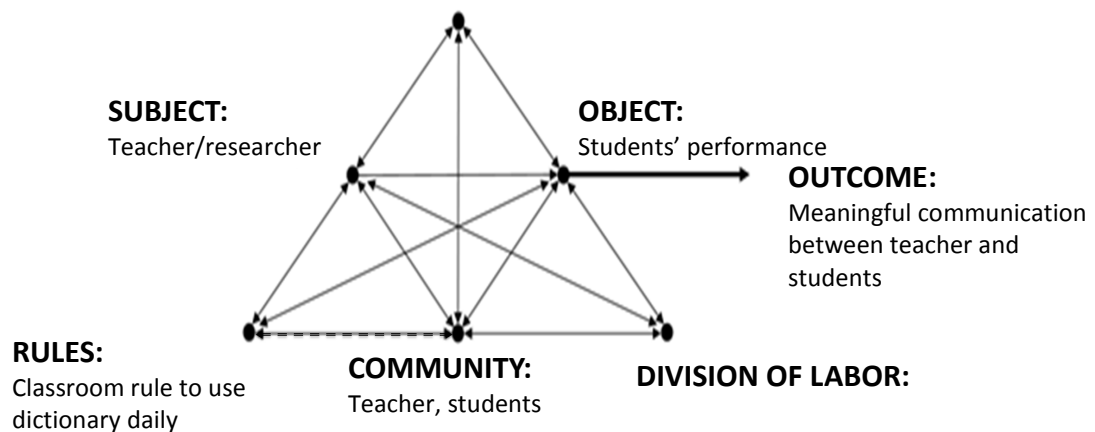 SUBJECT:
Teacher/researcher
OBJECT:
Students’ performance
OUTCOME:
Meaningful communication
between teacher and
students
RULES:
Classroom rule to use
dictionary daily
COMMUNITY:
Teacher, students
DIVISION OF LABOR: